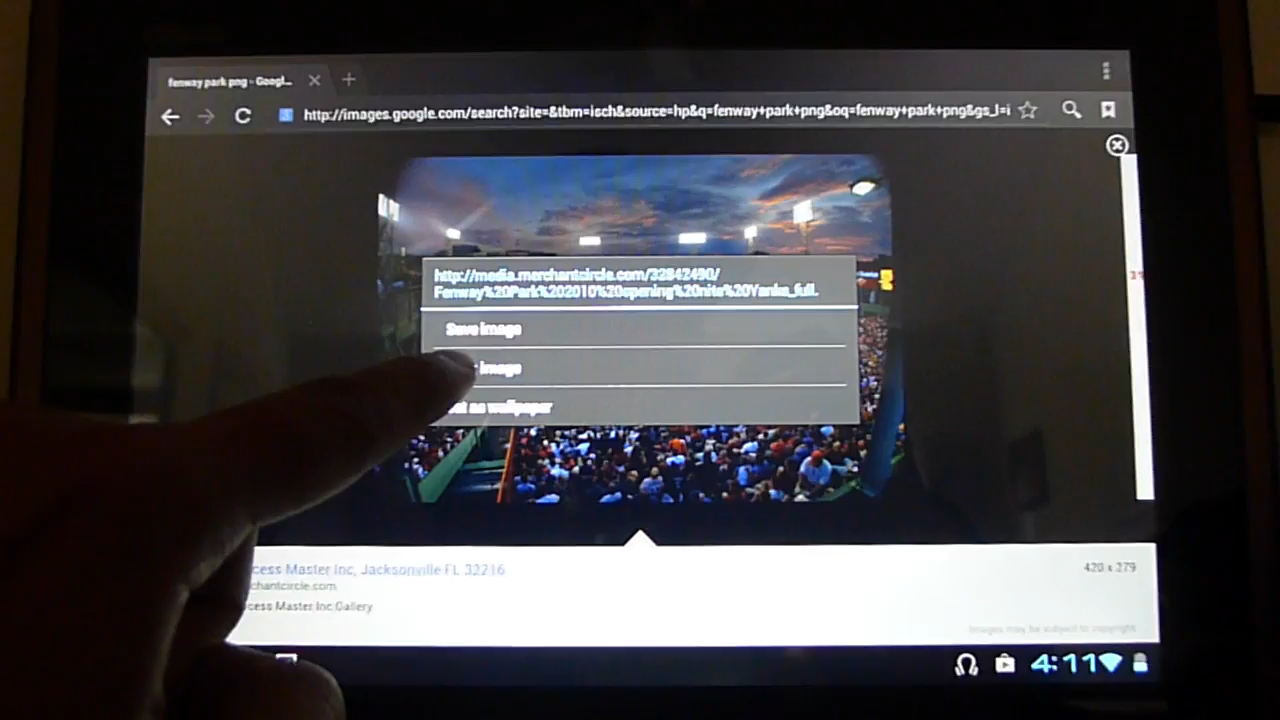 fenway park png - Googl...
http://images.google.com/search?site=&tbm=isch&source=hp&q=fenway+park+png&oq=fenway+park+png&gs_l=i
http://media.merchantcircle.com/32842490/
Fenway%20Park%202010%20opening%20nite%20Yanks_full.
Save image
image
as wallpaper
cess Master Inc, Jacksonville FL 32216
420 x 279
chantcircle.com
cess Master Inc Gallery
Images may be subject to copyright
4:11